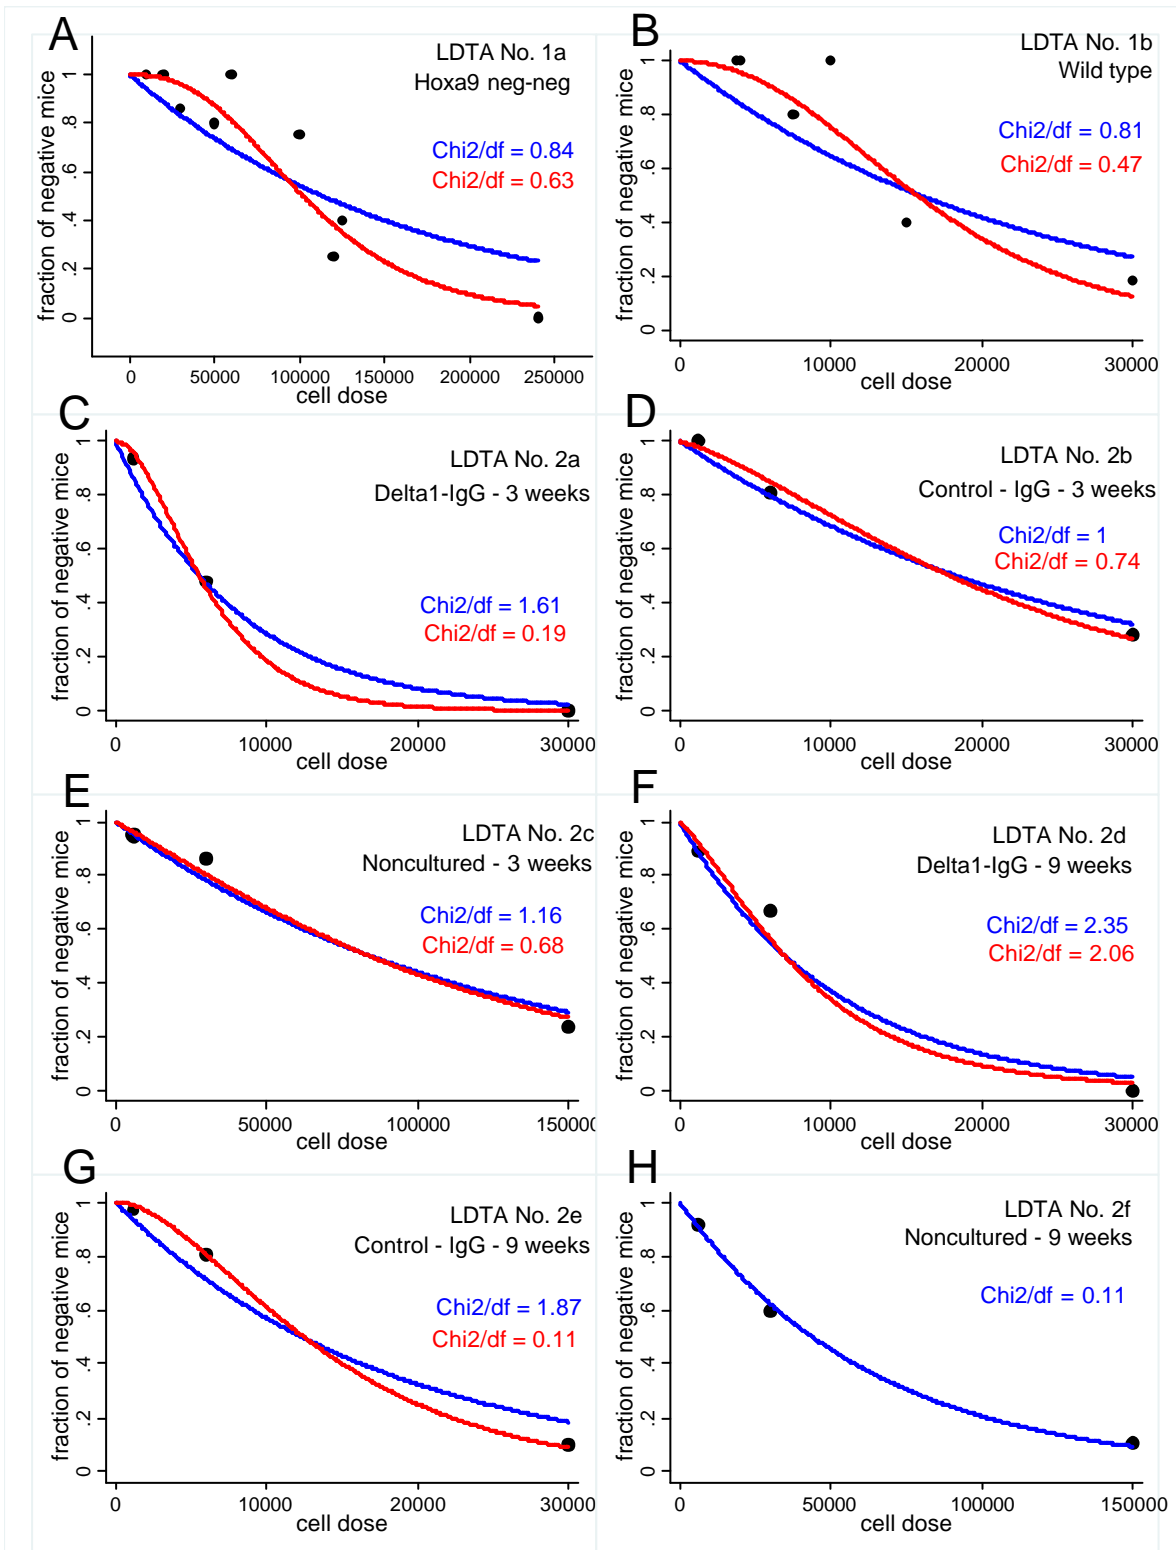 A
LDTA No. 1a
Hoxa9 neg-neg
Chi2/df = 0.84
Chi2/df = 0.63
fraction of negative mice
1
.8
.6
.4
.2
0
0 50000 100000 150000 200000 250000
cell dose
B
LDTA No. 1b
Wild type
Chi2/df = 0.81
Chi2/df = 0.47
fraction of negative mice
1
.8
.6
.4
.2
0
0 10000 20000 30000
cell dose
C
LDTA No. 2a
Delta1-IgG - 3 weeks
Chi2/df = 1.61
Chi2/df = 0.19
fraction of negative mice
1
.8
.6
.4
.2
0
0 10000 20000 30000
cell dose
D
LDTA No. 2b
Control - IgG - 3 weeks
Chi2/df = 1
Chi2/df = 0.74
fraction of negative mice
1
.8
.6
.4
.2
0
0 10000 20000 30000
cell dose
E
LDTA No. 2c
Noncultured - 3 weeks
Chi2/df = 1.16
Chi2/df = 0.68
fraction of negative mice
1
.8
.6
.4
.2
0
0 50000 100000 150000
cell dose
F
LDTA No. 2d
Delta1-IgG - 9 weeks
Chi2/df = 2.35
Chi2/df = 2.06
fraction of negative mice
1
.8
.6
.4
.2
0
0 10000 20000 30000
cell dose
G
LDTA No. 2e
Control - IgG - 9 weeks
Chi2/df = 1.87
Chi2/df = 0.11
fraction of negative mice
1
.8
.6
.4
.2
0
0 10000 20000 30000
cell dose
H
LDTA No. 2f
Noncultured - 9 weeks
Chi2/df = 0.11
fraction of negative mice
1
.8
.6
.4
.2
0
0 50000 100000 150000
cell dose